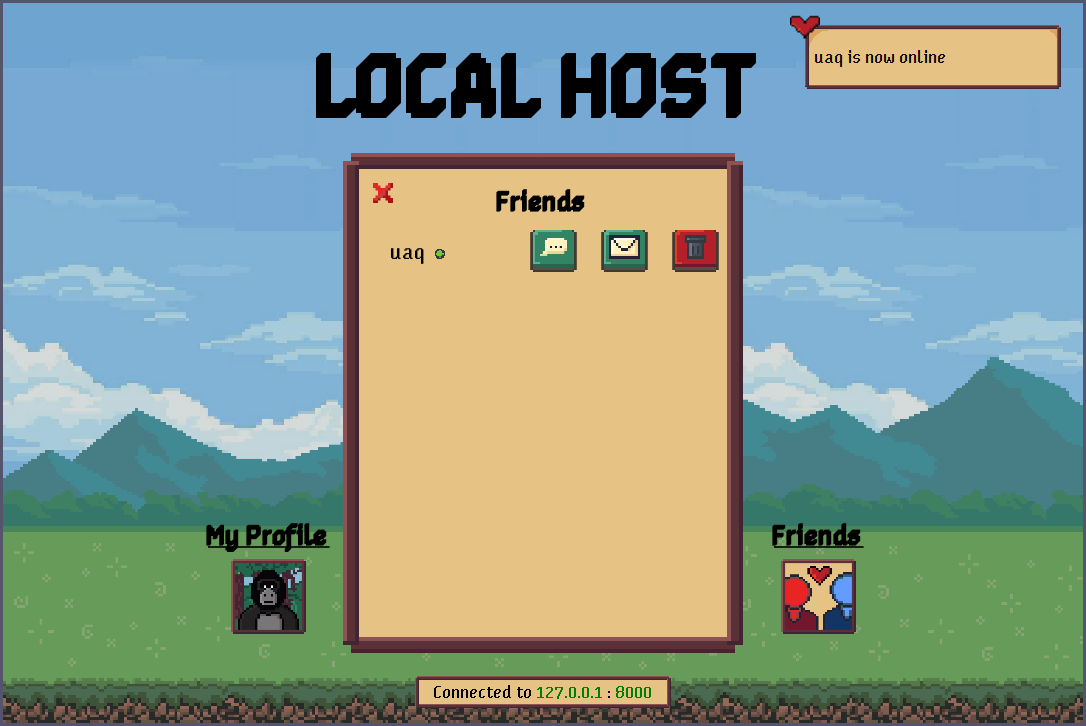 LOCAL HOST
uaq is now online
Friends
uaq
My Profile
Friends
Connected to 127.0.0.1 : 8000